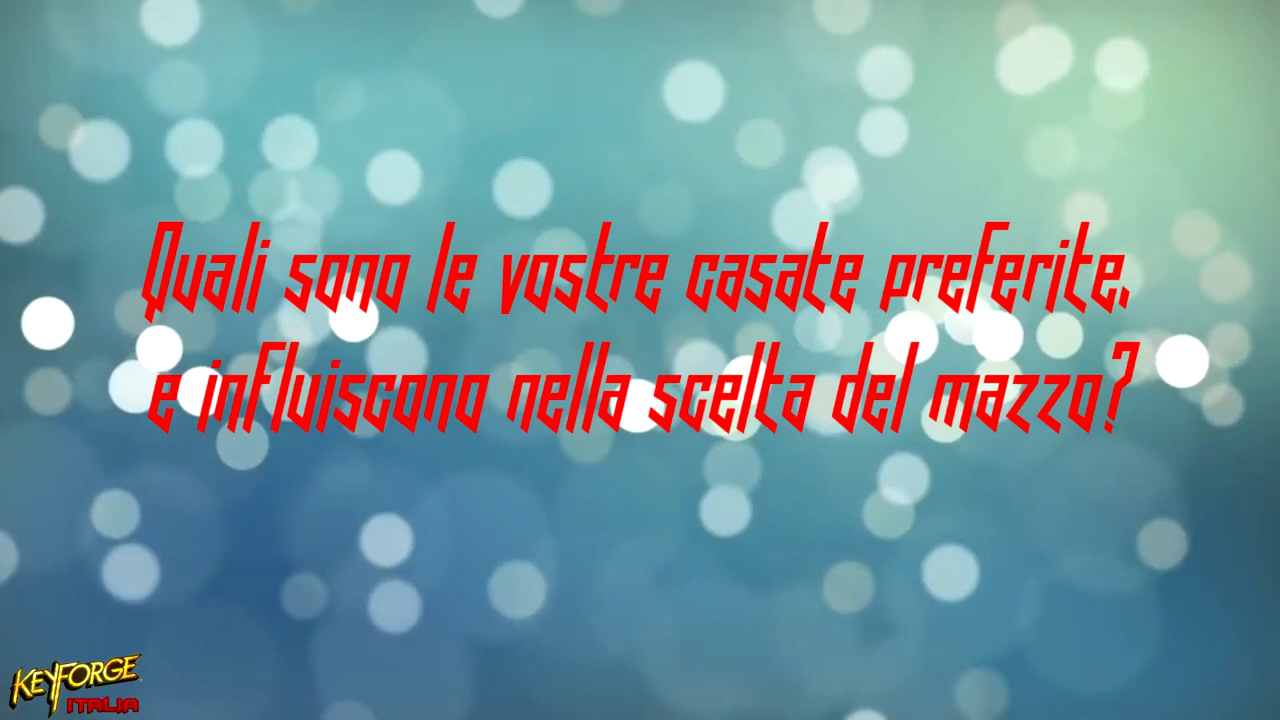 Quali sono le vostre casate preferite,
e influiscono nella scelta del mazzo?
KEYFORGE
ITALIA